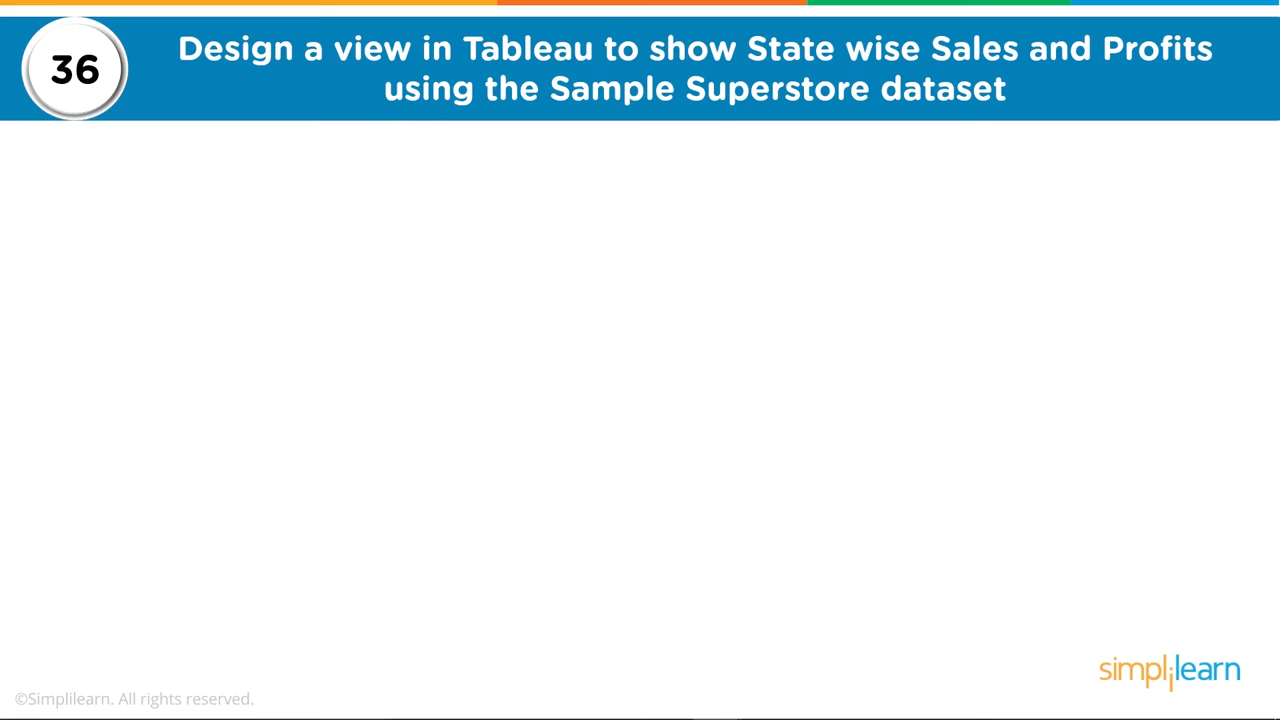 36
Design a view in Tableau to show State wise Sales and Profits
using the Sample Superstore dataset
simplilearn
©Simplilearn. All rights reserved.